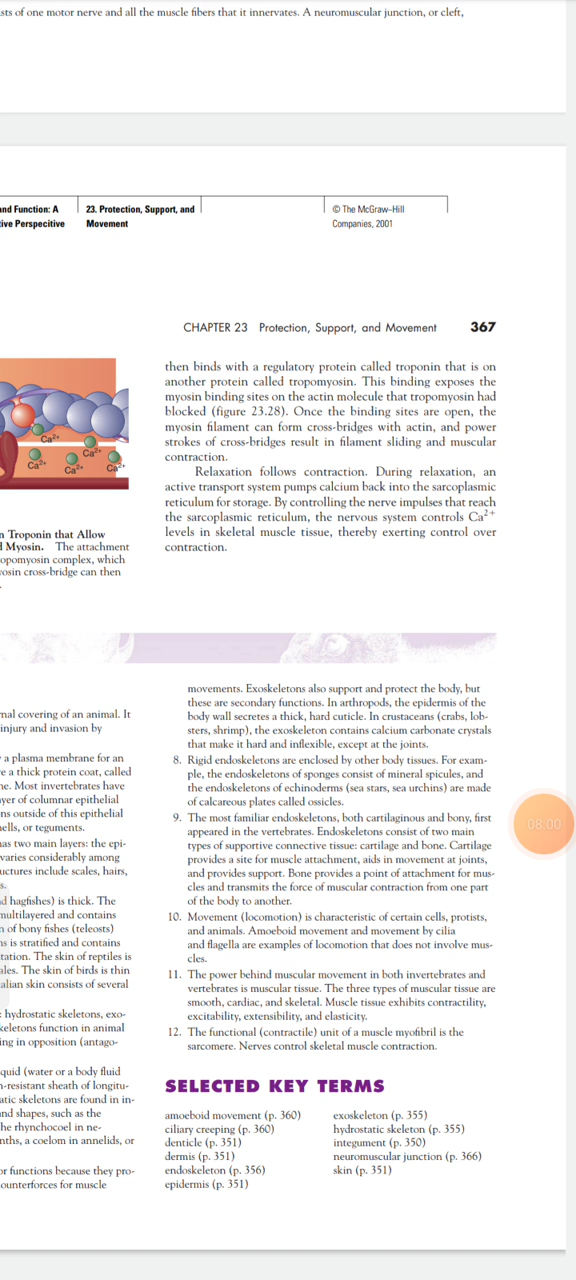 sts of one motor nerve and all the muscle fibers that it innervates. A neuromuscular junction, or cleft,
and Function: A
tive Perspecitive
23. Protection, Support, and
Movement
© The McGraw−Hill
Companies, 2001
CHAPTER 23 Protection, Support, and Movement 367
Ca2+
Ca2+
Ca2+
Ca2+
Ca2+
n Troponin that Allow
d Myosin. The attachment
opomyosin complex, which
yosin cross-bridge can then
.
then binds with a regulatory protein called troponin that is on
another protein called tropomyosin. This binding exposes the
myosin binding sites on the actin molecule that tropomyosin had
blocked (figure 23.28). Once the binding sites are open, the
myosin filament can form cross-bridges with actin, and power
strokes of cross-bridges result in filament sliding and muscular
contraction.
Relaxation follows contraction. During relaxation, an
active transport system pumps calcium back into the sarcoplasmic
reticulum for storage. By controlling the nerve impulses that reach
the sarcoplasmic reticulum, the nervous system controls Ca2+
levels in skeletal muscle tissue, thereby exerting control over
contraction.
rnal covering of an animal. It
injury and invasion by
y a plasma membrane for an
ve a thick protein coat, called
ne. Most invertebrates have
ayer of columnar epithelial
ns outside of this epithelial
hells, or teguments.
has two main layers: the epi-
varies considerably among
uctures include scales, hairs,
s.
d hagfishes) is thick. The
multilayered and contains
n of bony fishes (teleosts)
ns is stratified and contains
tation. The skin of reptiles is
ales. The skin of birds is thin
alian skin consists of several
: hydrostatic skeletons, exo-
keletons function in animal
ing in opposition (antago-
quid (water or a body fluid
n-resistant sheath of longitu-
atic skeletons are found in in-
and shapes, such as the
he rhynchocoel in ne-
nths, a coelom in annelids, or
or functions because they pro-
ounterforces for muscle
movements. Exoskeletons also support and protect the body, but
these are secondary functions. In arthropods, the epidermis of the
body wall secretes a thick, hard cuticle. In crustaceans (crabs, lob-
sters, shrimp), the exoskeleton contains calcium carbonate crystals
that make it hard and inflexible, except at the joints.
8. Rigid endoskeletons are enclosed by other body tissues. For exam-
ple, the endoskeletons of sponges consist of mineral spicules, and
the endoskeletons of echinoderms (sea stars, sea urchins) are made
of calcareous plates called ossicles.
9. The most familiar endoskeletons, both cartilaginous and bony, first
appeared in the vertebrates. Endoskeletons consist of two main
types of supportive connective tissue: cartilage and bone. Cartilage
provides a site for muscle attachment, aids in movement at joints,
and provides support. Bone provides a point of attachment for mus-
cles and transmits the force of muscular contraction from one part
of the body to another.
10. Movement (locomotion) is characteristic of certain cells, protists,
and animals. Amoeboid movement and movement by cilia
and flagella are examples of locomotion that does not involve mus-
cles.
11. The power behind muscular movement in both invertebrates and
vertebrates is muscular tissue. The three types of muscular tissue are
smooth, cardiac, and skeletal. Muscle tissue exhibits contractility,
excitability, extensibility, and elasticity.
12. The functional (contractile) unit of a muscle myofibril is the
sarcomere. Nerves control skeletal muscle contraction.
08:00
SELECTED KEY TERMS
amoeboid movement (p. 360)
ciliary creeping (p. 360)
denticle (p. 351)
dermis (p. 351)
endoskeleton (p. 356)
epidermis (p. 351)
exoskeleton (p. 355)
hydrostatic skeleton (p. 355)
integument (p. 350)
neuromuscular junction (p. 366)
skin (p. 351)